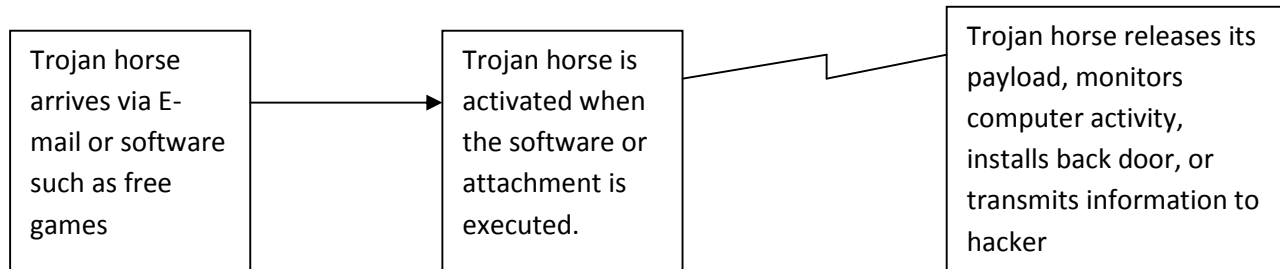 Trojan horse
arrives via E-
mail or software
such as free
games
Trojan horse is
activated when
the software or
attachment is
executed.
Trojan horse releases its
payload, monitors
computer activity,
installs back door, or
transmits information to
hacker